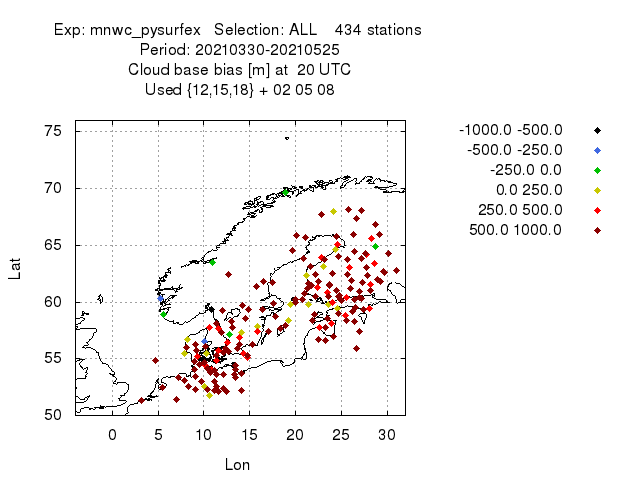 Exp: mnwc_pysurfex   Selection: ALL    434 stations
Period: 20210330-20210525
Cloud base bias [m] at  20 UTC
Used {12,15,18} + 02 05 08
-1000.0 -500.0
-500.0 -250.0
-250.0 0.0
0.0 250.0
250.0 500.0
500.0 1000.0
75
70
65
60
55
50
Lat
0 5 10 15 20 25 30
Lon